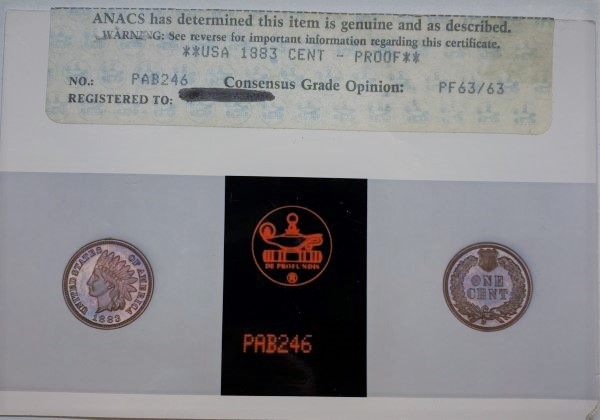 ANACS has determined this item is genuine and as described.
WARNING: See reverse for important information regarding this certificate.
**USA 1883 CENT - PROOF**
NO.: PAB246 Consensus Grade Opinion: PF63/63
REGISTERED TO:
UNITED STATES OF AMERICA
1883
DE PROFUNDIS
®
PAB246
ONE
CENT